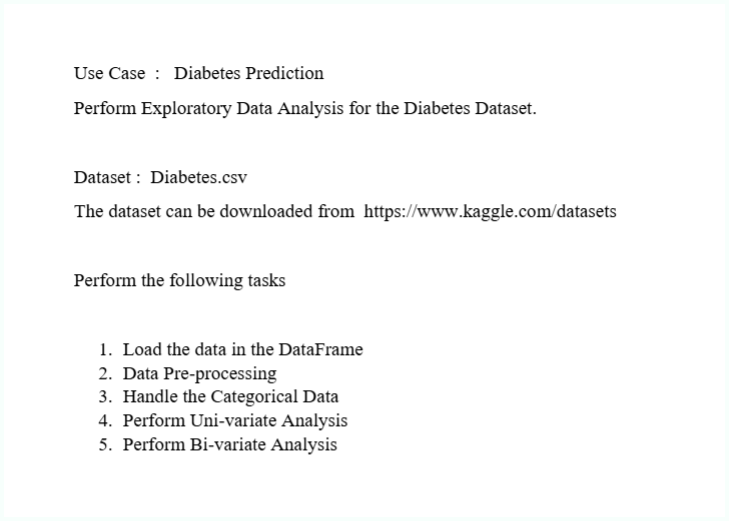 Use Case : Diabetes Prediction
Perform Exploratory Data Analysis for the Diabetes Dataset.
Dataset : Diabetes.csv
The dataset can be downloaded from https://www.kaggle.com/datasets
Perform the following tasks
1. Load the data in the DataFrame
2. Data Pre-processing
3. Handle the Categorical Data
4. Perform Uni-variate Analysis
5. Perform Bi-variate Analysis